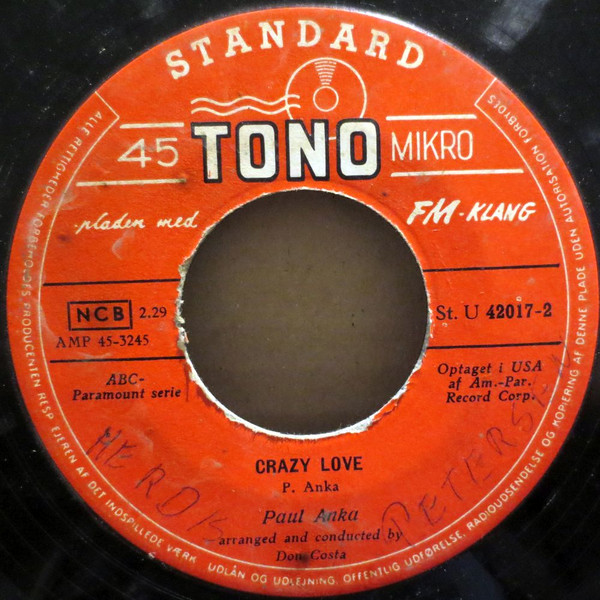 STANDARD
45 TONO MIKRO
pladen med FM-KLANG
NCB 2.29
AMP 45-3245
St. U 42017-2
ABC-
Paramount serie
Optaget i USA
af Am.-Par.
Record Corp.
CRAZY LOVE
P. Anka
Paul Anka
arranged and conducted by
Don Costa
ALLE RETTIGHEDER FORBEHOLDES PRODUCENTEN RESP. EJEREN AF DET INDSPILLEDE VÆRK. UDLÅN OG UDLEJNING, OFFENTLIG UDFØRELSE, RADIOUDSENDELSE OG KOPIERING AF DENNE PLADE UDEN AUTORISATION FORBYDES